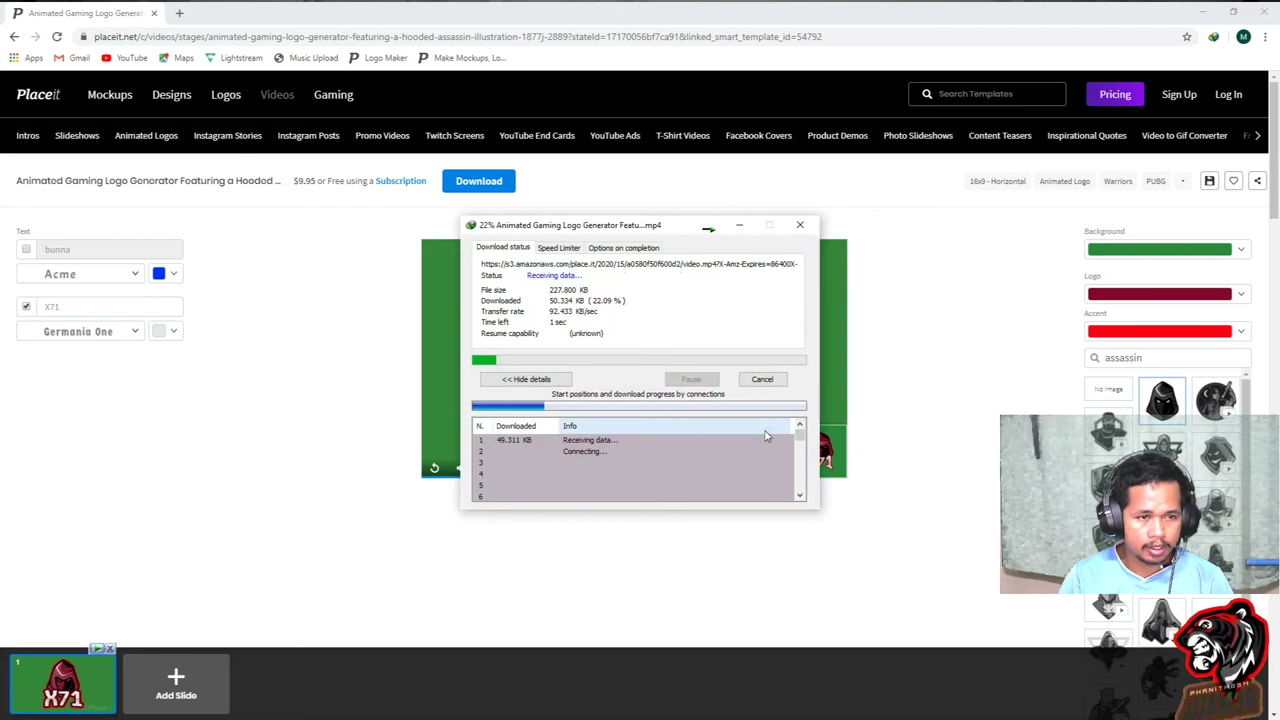 Animated Gaming Logo Generato
placeit.net/c/videos/stages/animated-gaming-logo-generator-featuring-a-hooded-assassin-illustration-1877j-2889?stateId=17170056bf7ca91&linked_smart_template_id=54792
M
Apps Gmail YouTube Maps Lightstream Music Upload Logo Maker Make Mockups, Lo...
Placeit Mockups Designs Logos Videos Gaming Search Templates Pricing Sign Up Log In
Intros Slideshows Animated Logos Instagram Stories Instagram Posts Promo Videos Twitch Screens YouTube End Cards YouTube Ads T-Shirt Videos Facebook Covers Product Demos Photo Slideshows Content Teasers Inspirational Quotes Video to Gif Converter
Animated Gaming Logo Generator Featuring a Hooded ... $9.95 or Free using a Subscription Download 16x9 - Horizontal Animated Logo Warriors PUBG
Text
bunna
Acme
X71
Germania One
22% Animated Gaming Logo Generator Featu...mp4
Download status Speed Limiter Options on completion
https://s3.amazonaws.com/place.it/2020/15/a0580f50f600d2/video.mp4?X-Amz-Expires=86400X-
Status Receiving data...
File size 227.800 KB
Downloaded 50.334 KB ( 22.09 % )
Transfer rate 92.433 KB/sec
Time left 1 sec
Resume capability (unknown)
<< Hide details Pause Cancel
Start positions and download progress by connections
N. Downloaded Info
1 49.311 KB Receiving data...
2 Connecting...
3
4
5
6
Background
Logo
Accent
assassin
No Image
1
X71
Add Slide
PHANITHOSM